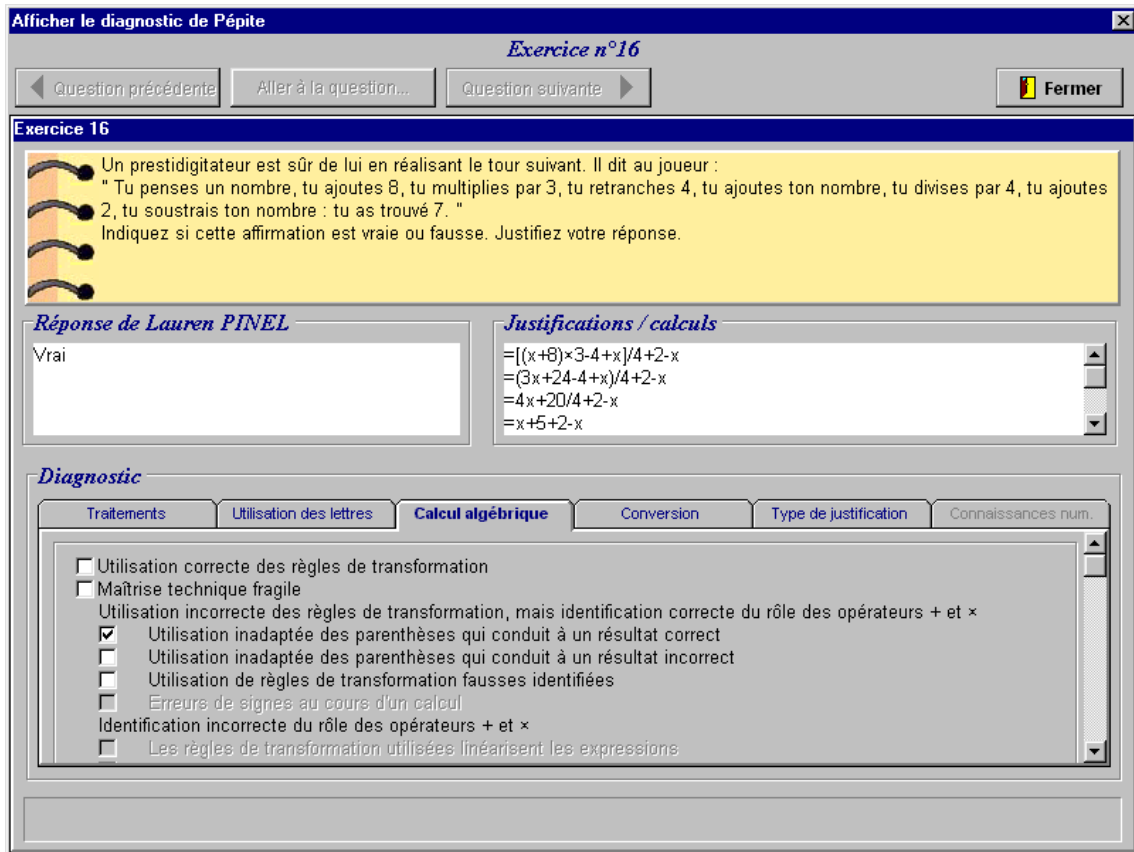 Afficher le diagnostic de Pépite
Exercice n°16
Question précédente
Aller à la question...
Question suivante
Fermer
Exercice 16
Un prestidigitateur est sûr de lui en réalisant le tour suivant. Il dit au joueur :
" Tu penses un nombre, tu ajoutes 8, tu multiplies par 3, tu retranches 4, tu ajoutes ton nombre, tu divises par 4, tu ajoutes
2, tu soustrais ton nombre : tu as trouvé 7. "
Indiquez si cette affirmation est vraie ou fausse. Justifiez votre réponse.
Réponse de Lauren PINEL
Vrai
Justifications / calculs
=[(x+8)×3-4+x]/4+2-x
=(3x+24-4+x)/4+2-x
=4x+20/4+2-x
=x+5+2-x
Diagnostic
Traitements
Utilisation des lettres
Calcul algébrique
Conversion
Type de justification
Connaissances num.
Utilisation correcte des règles de transformation
Maîtrise technique fragile
Utilisation incorrecte des règles de transformation, mais identification correcte du rôle des opérateurs + et ×
Utilisation inadaptée des parenthèses qui conduit à un résultat correct
Utilisation inadaptée des parenthèses qui conduit à un résultat incorrect
Utilisation de règles de transformation fausses identifiées
Erreurs de signes au cours d'un calcul
Identification incorrecte du rôle des opérateurs + et ×
Les règles de transformation utilisées linéarisent les expressions